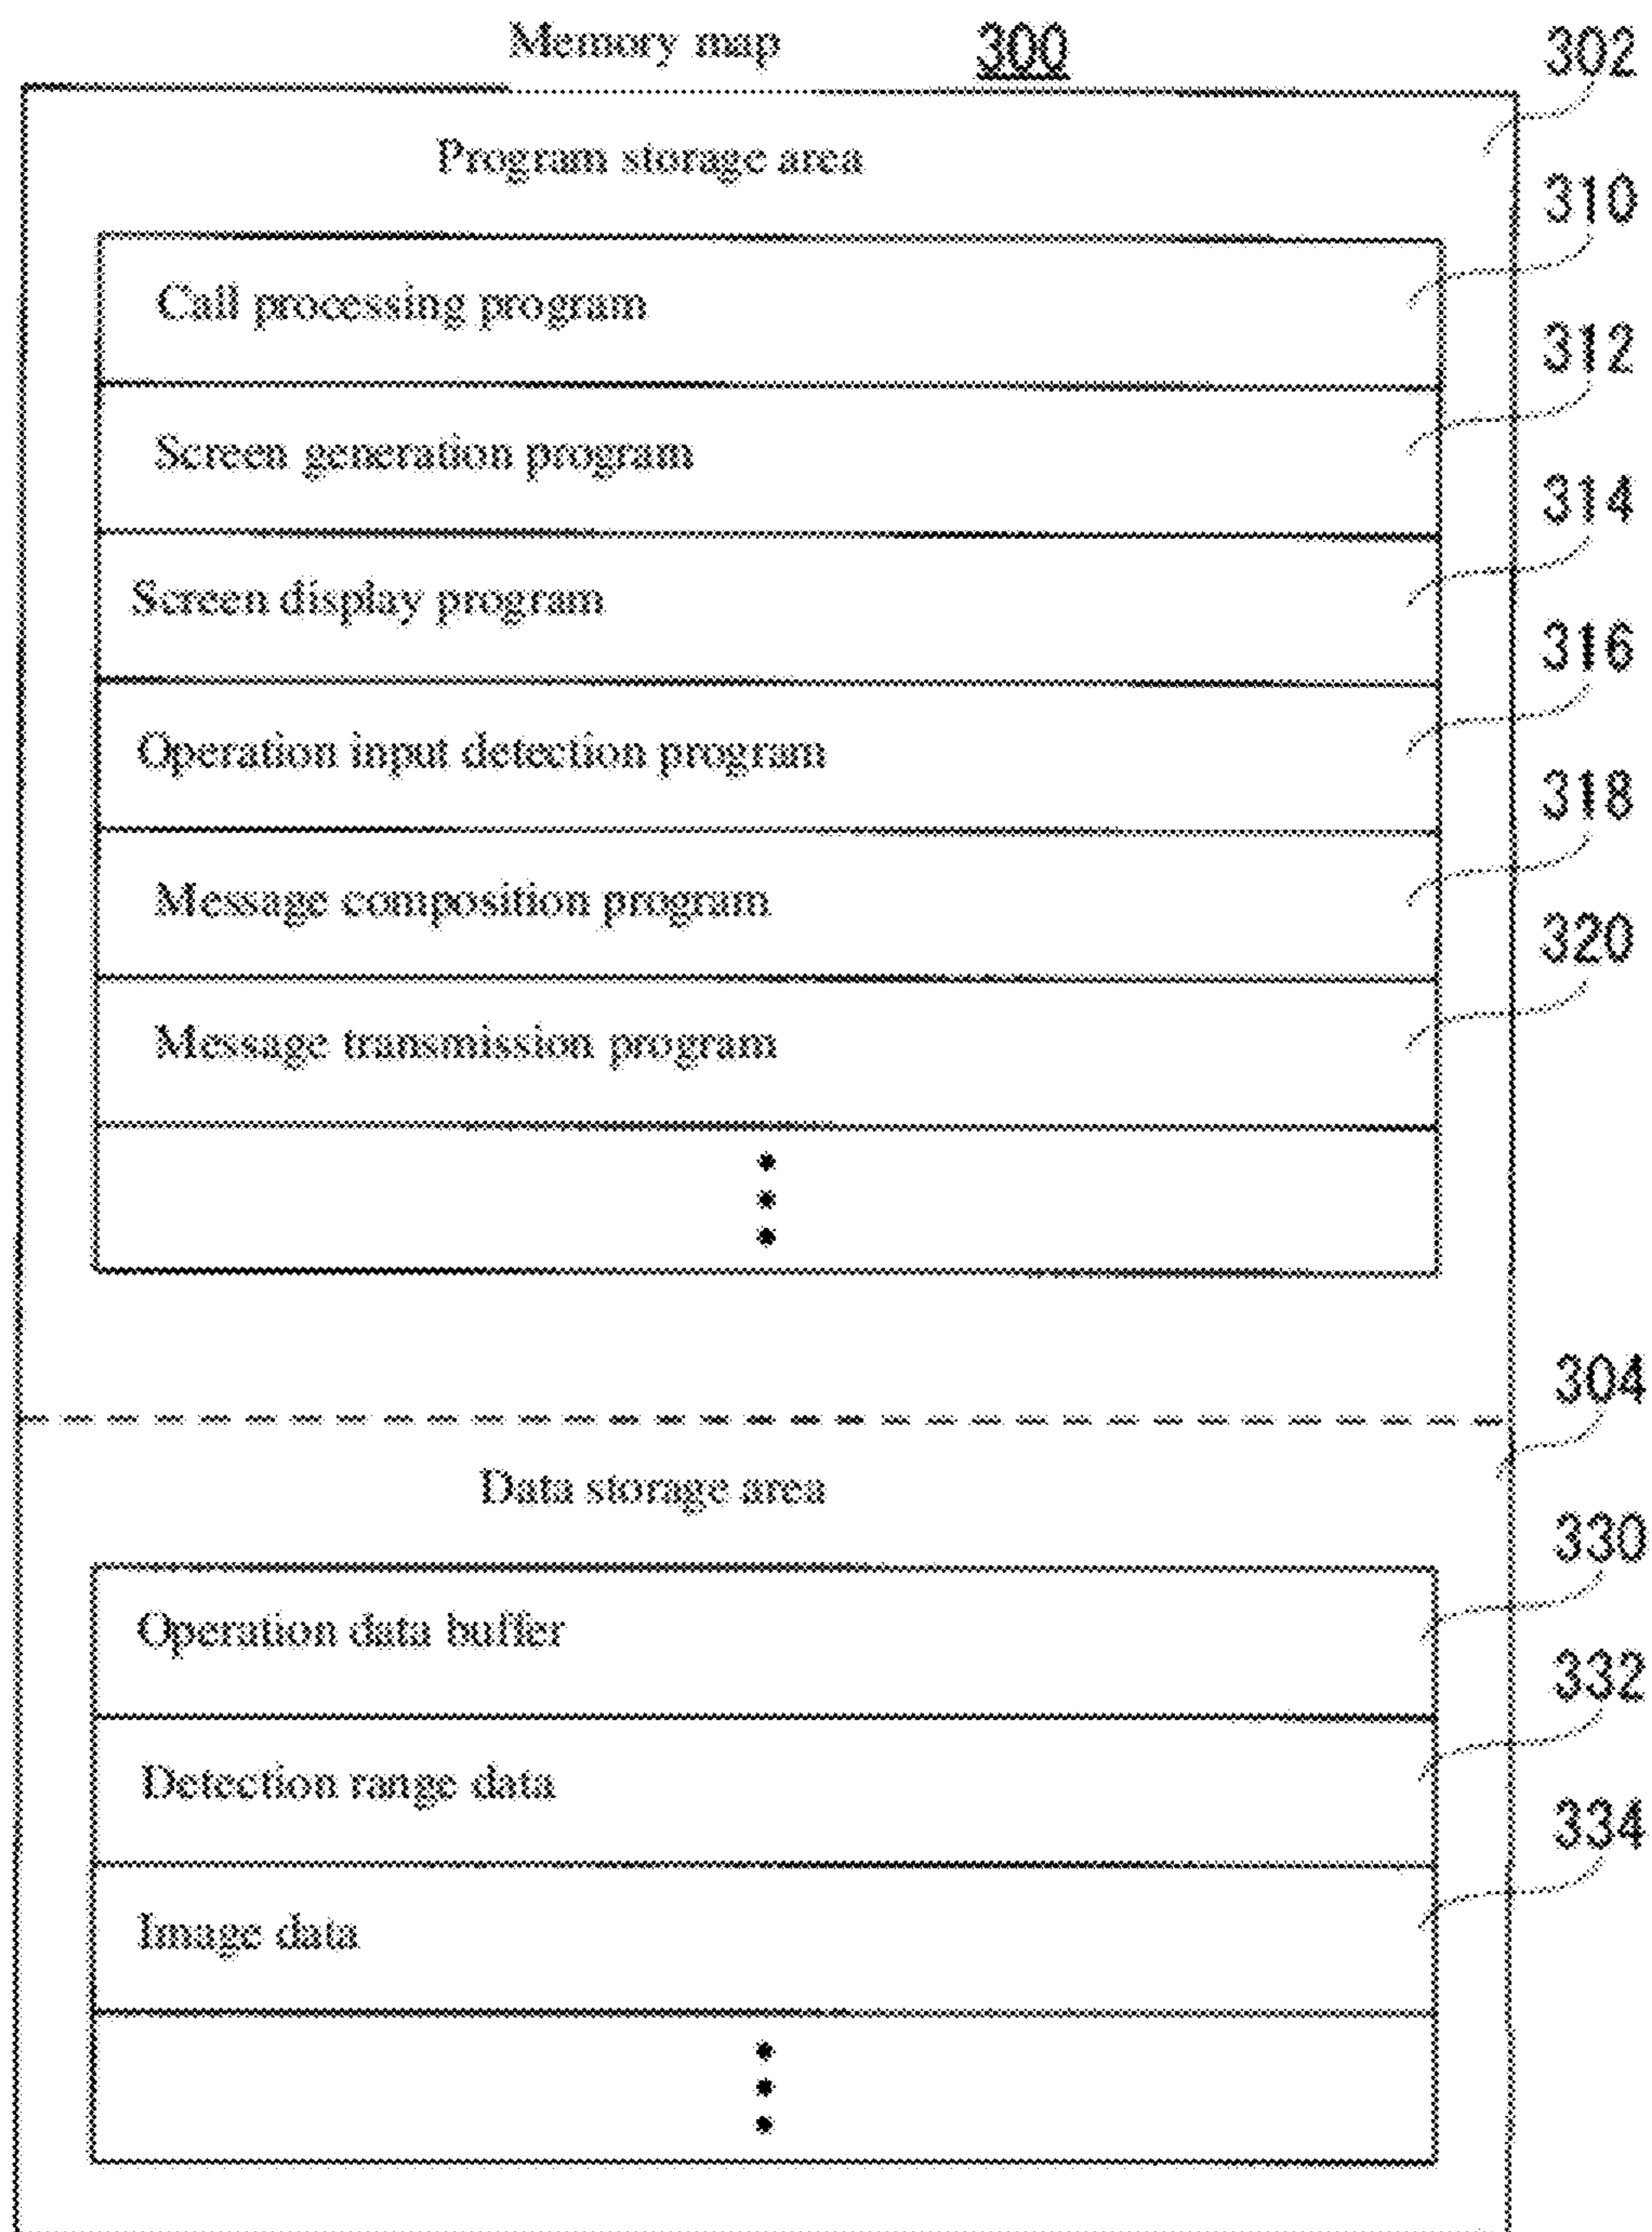 Memory map 300
302
Program storage area
310
Call processing program
312
Screen generation program
314
Screen display program
316
Operation input detection program
318
Message composition program
320
Message transmission program
304
Data storage area
330
Operation data buffer
332
Detection range data
334
Image data